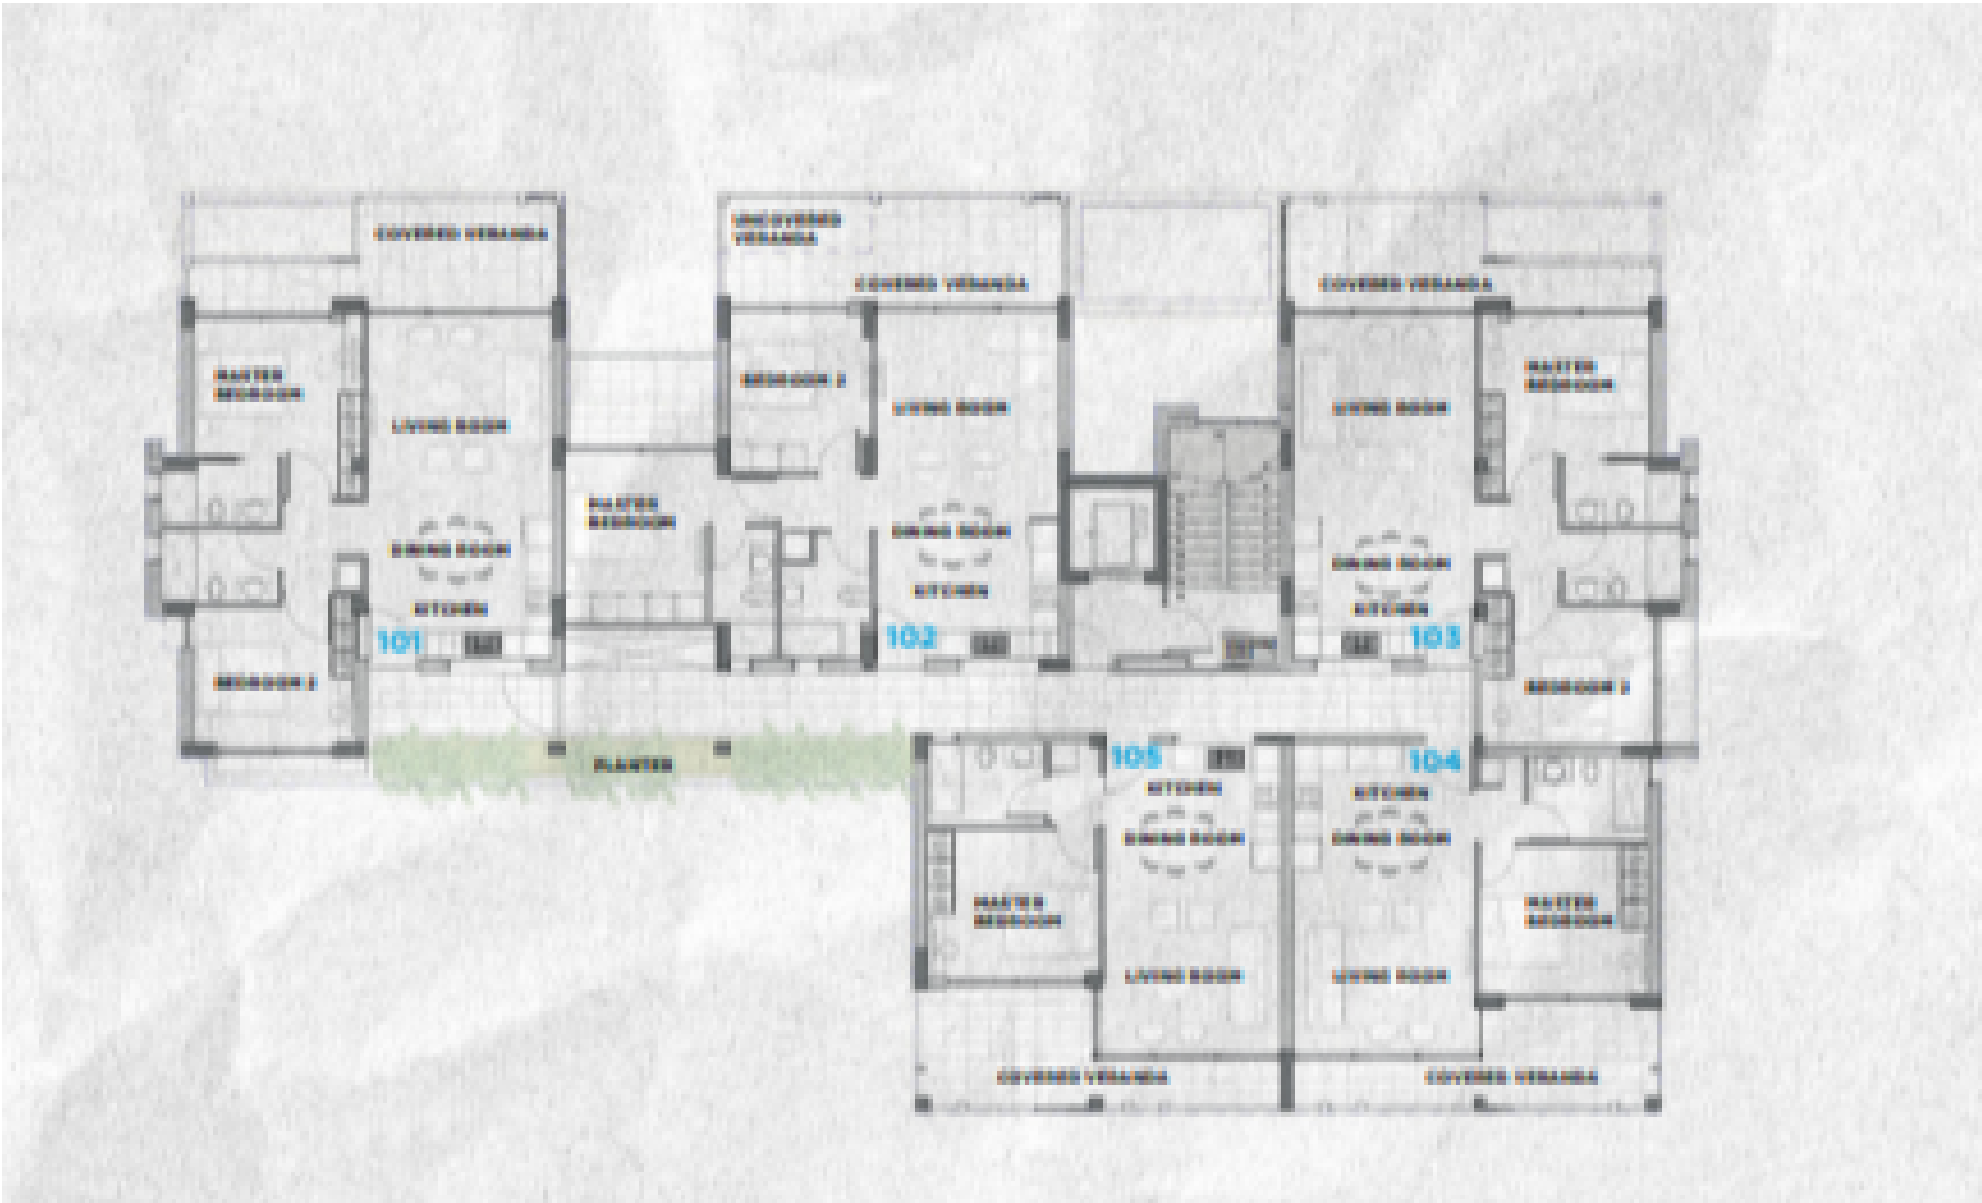 COVERED VERANDA
UNCOVERED
VERANDA
COVERED VERANDA
COVERED VERANDA
MASTER
BEDROOM
LIVING ROOM
BEDROOM 2
LIVING ROOM
LIVING ROOM
MASTER
BEDROOM
MASTER
BEDROOM
DINING ROOM
DINING ROOM
DINING ROOM
KITCHEN
KITCHEN
KITCHEN
101
102
103
BEDROOM 2
BEDROOM 2
PLANTER
105
104
KITCHEN
KITCHEN
DINING ROOM
DINING ROOM
MASTER
BEDROOM
MASTER
BEDROOM
LIVING ROOM
LIVING ROOM
COVERED VERANDA
COVERED VERANDA